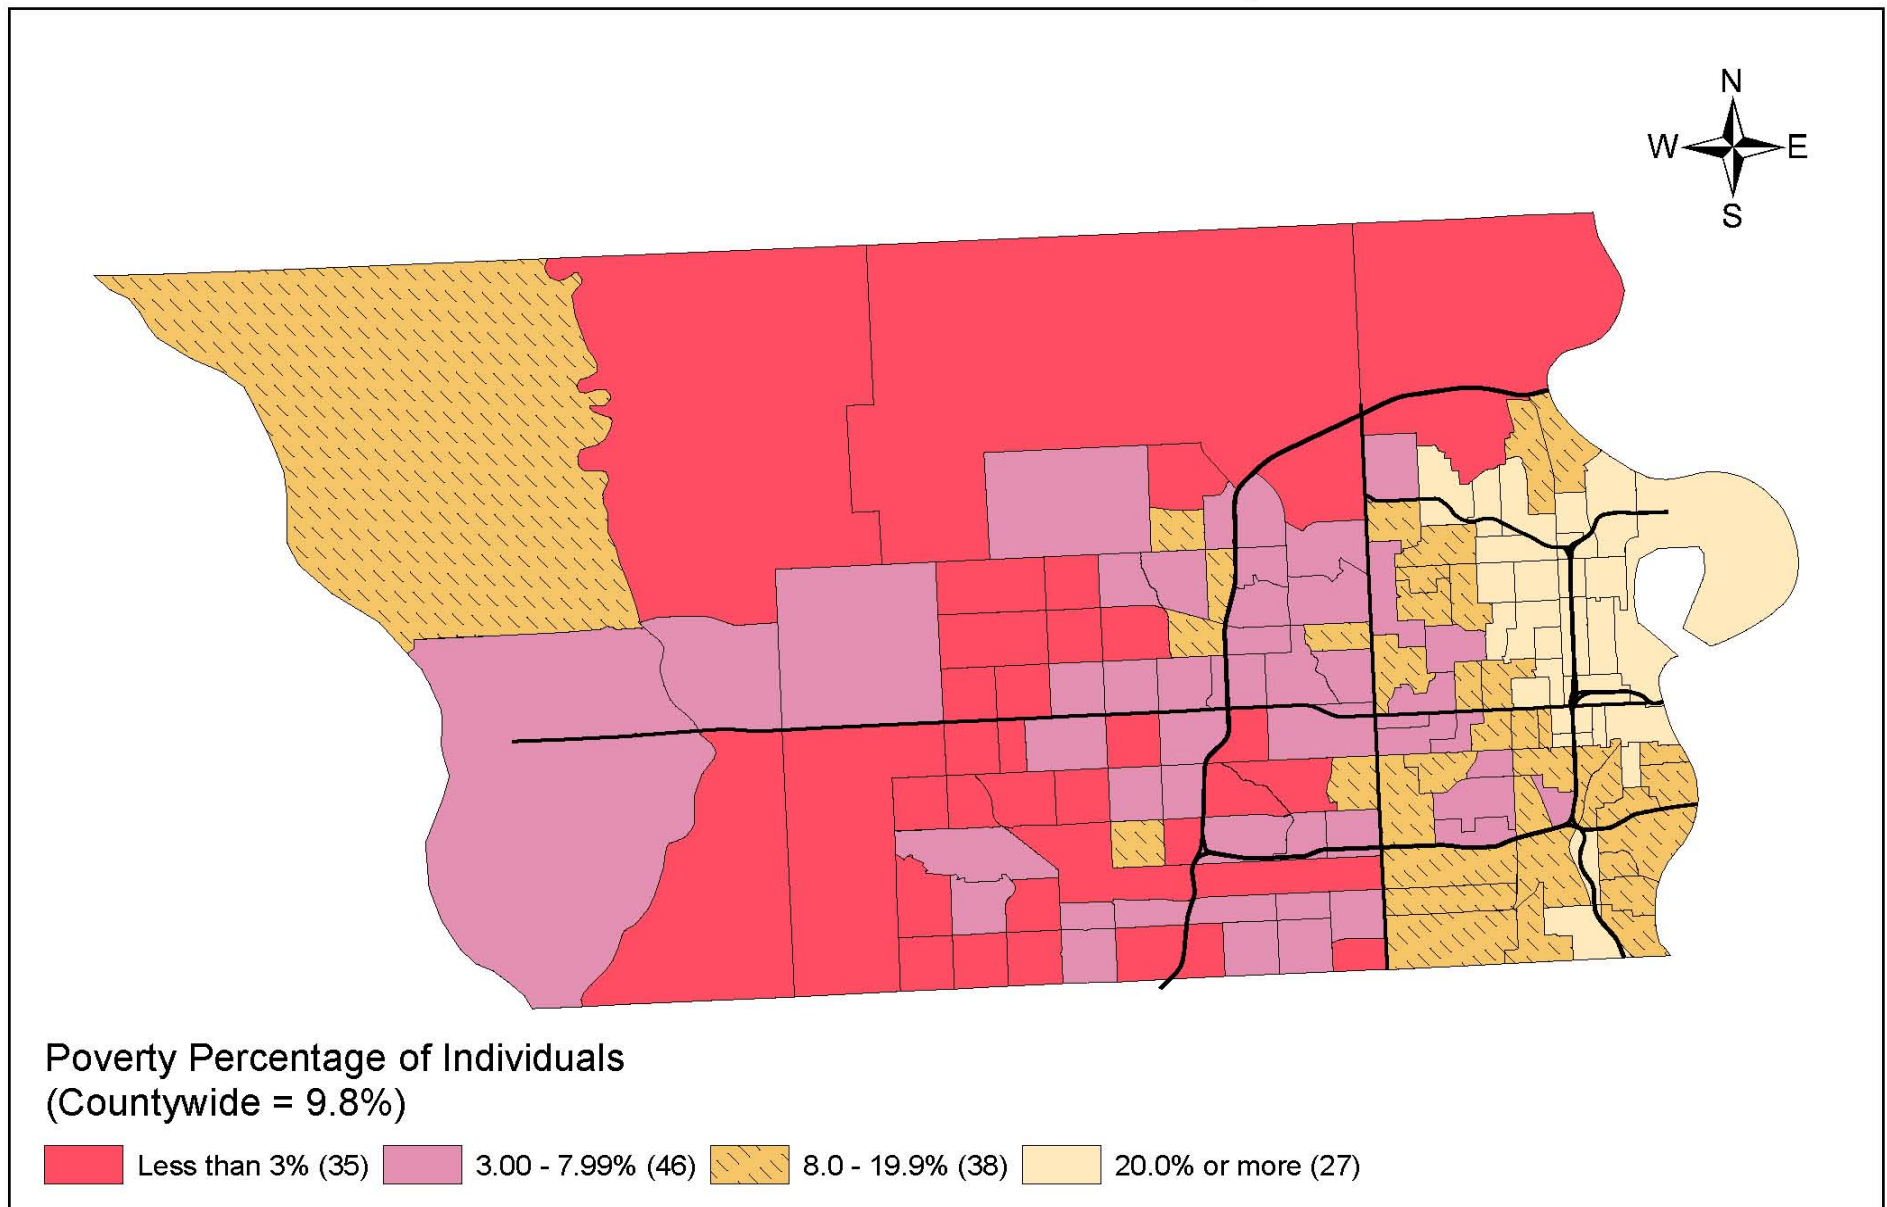 N
W E
S
Poverty Percentage of Individuals
(Countywide = 9.8%)
Less than 3% (35) 3.00 - 7.99% (46) 8.0 - 19.9% (38) 20.0% or more (27)